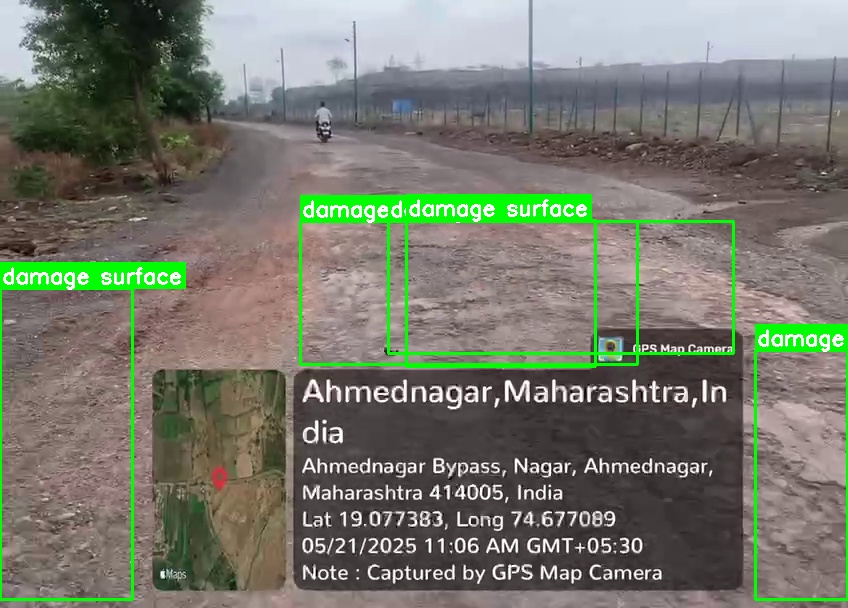 damaged
damage surface
damage surface
damage
GPS Map Camera
Ahmednagar,Maharashtra,In
dia
Ahmednagar Bypass, Nagar, Ahmednagar,
Maharashtra 414005, India
Lat 19.077383, Long 74.677089
05/21/2025 11:06 AM GMT+05:30
Note : Captured by GPS Map Camera
Maps